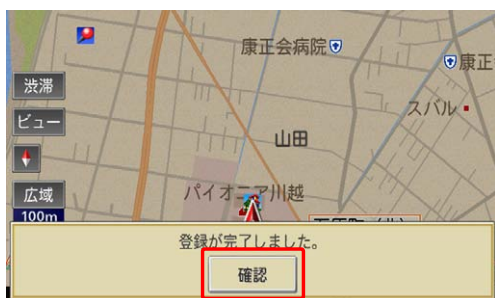 康正会病院
康正
渋滞
スバル
ビュー
山田
広域
パイオニア川越
100m
登録が完了しました。
確認